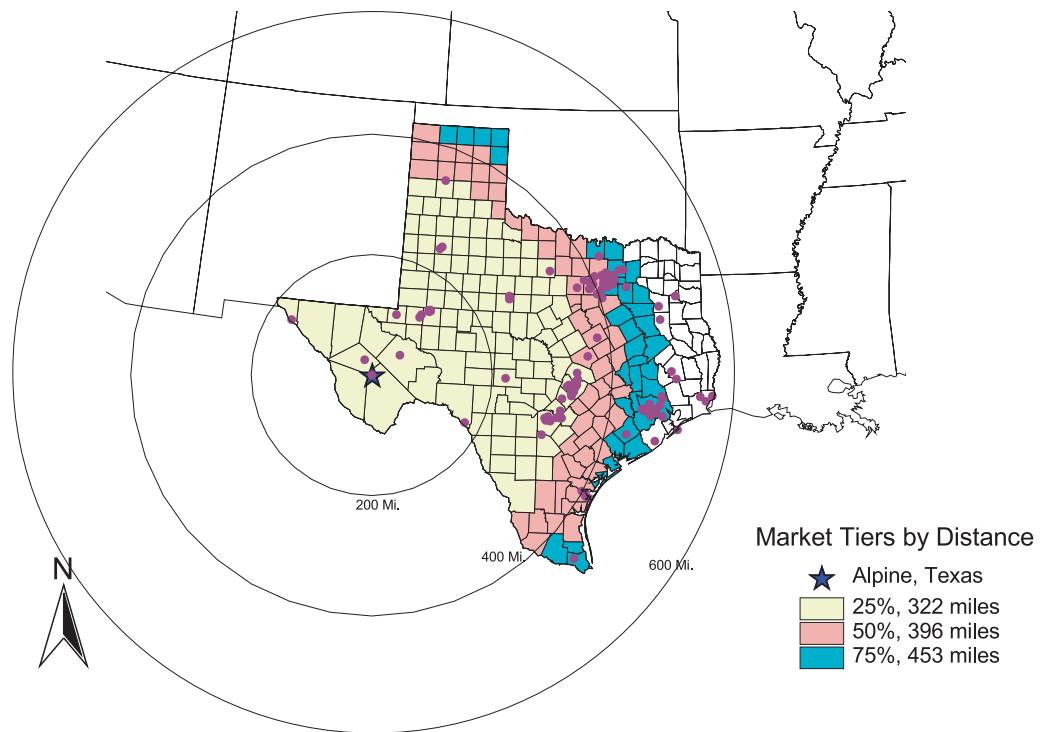 200 Mi.
400 Mi.
600 Mi.
N
Market Tiers by Distance
Alpine, Texas
25%, 322 miles
50%, 396 miles
75%, 453 miles